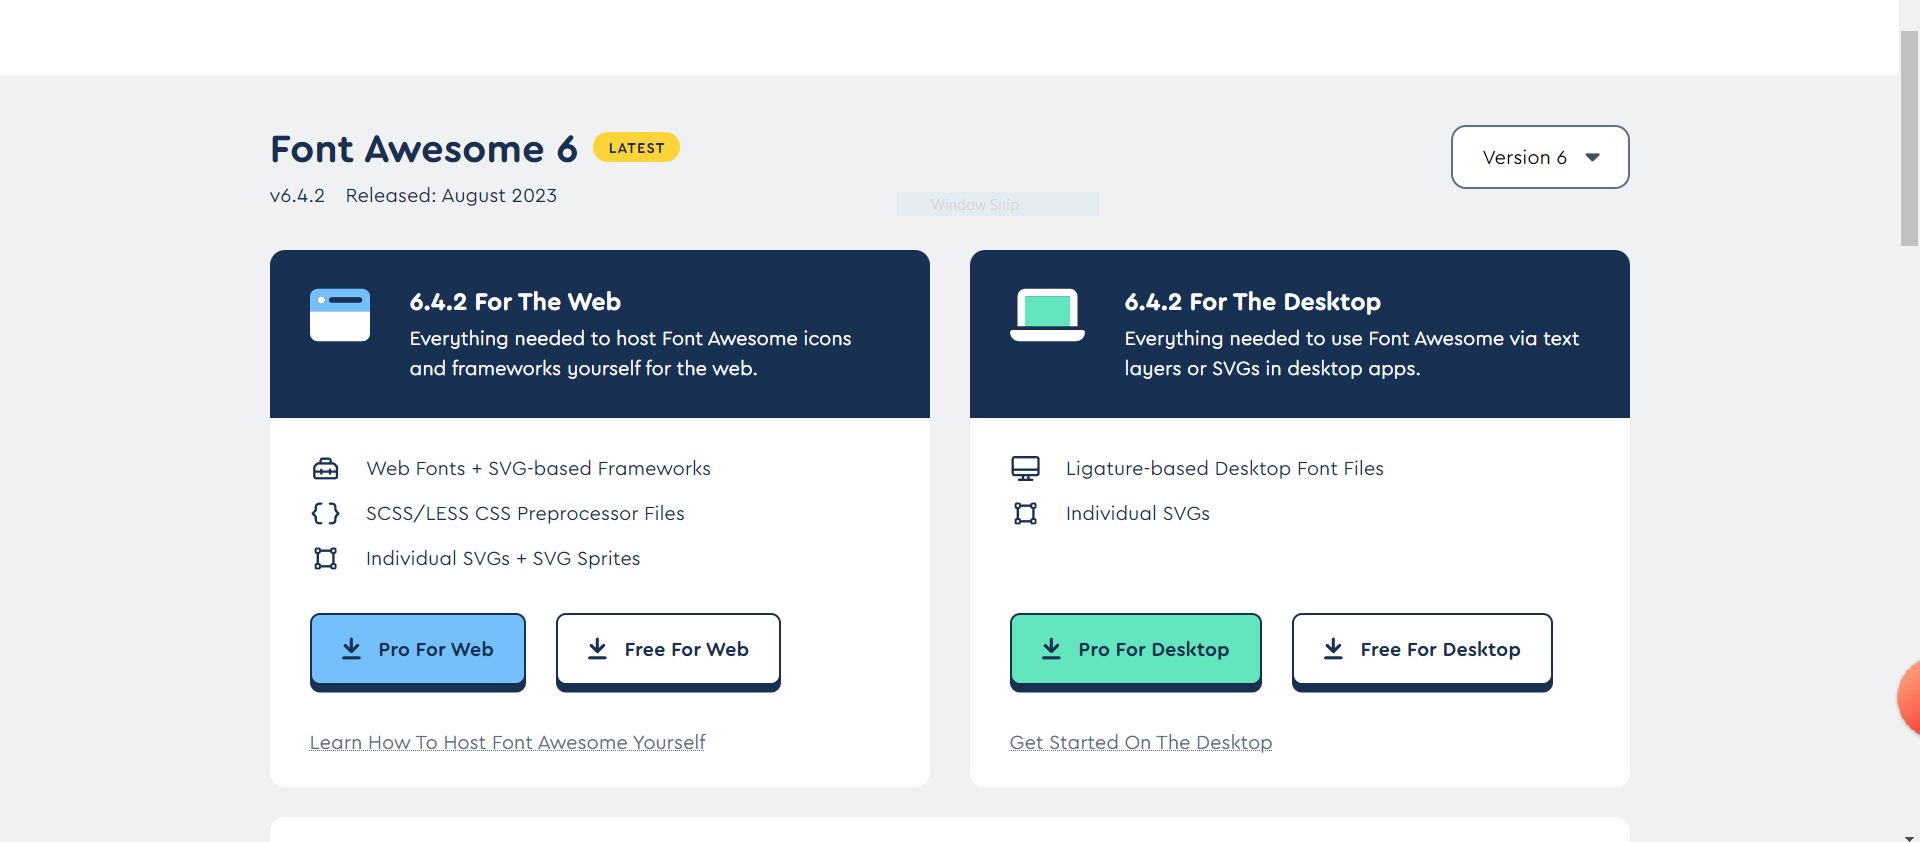 Font Awesome 6 LATEST
Version 6
v6.4.2 Released: August 2023
Window Snip
6.4.2 For The Web
Everything needed to host Font Awesome icons
and frameworks yourself for the web.
Web Fonts + SVG-based Frameworks
SCSS/LESS CSS Preprocessor Files
Individual SVGs + SVG Sprites
Pro For Web
Free For Web
Learn How To Host Font Awesome Yourself
6.4.2 For The Desktop
Everything needed to use Font Awesome via text
layers or SVGs in desktop apps.
Ligature-based Desktop Font Files
Individual SVGs
Pro For Desktop
Free For Desktop
Get Started On The Desktop